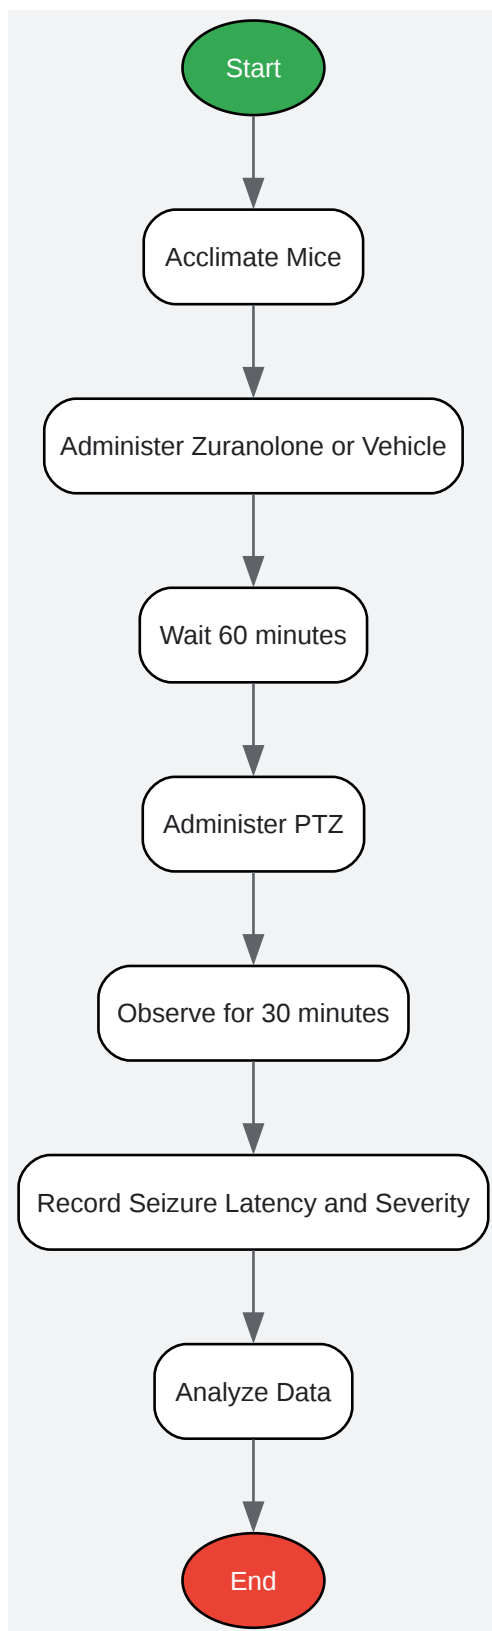 Start
Acclimate Mice
Administer Zuranolone or Vehicle
Wait 60 minutes
Administer PTZ
Observe for 30 minutes
Record Seizure Latency and Severity
Analyze Data
End